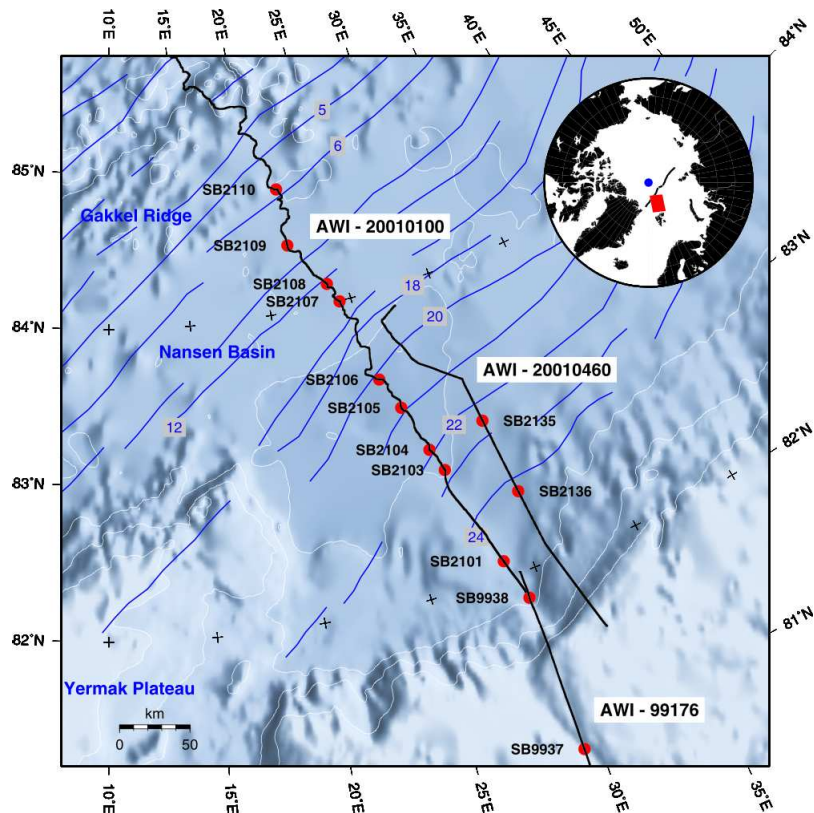 10°E 15°E 20°E 25°E 30°E 35°E 40°E 45°E 50°E
84°N
85°N
84°N
83°N
82°N
83°N
82°N
81°N
5
6
SB2110
Gakkel Ridge
AWI - 20010100
SB2109
SB2108
18
SB2107
20
Nansen Basin
AWI - 20010460
SB2106
SB2105
SB2135
12
22
SB2104
SB2103
SB2136
24
SB2101
SB9938
Yermak Plateau
km
0 50
AWI - 99176
SB9937
10°E 15°E 20°E 25°E 30°E 35°E